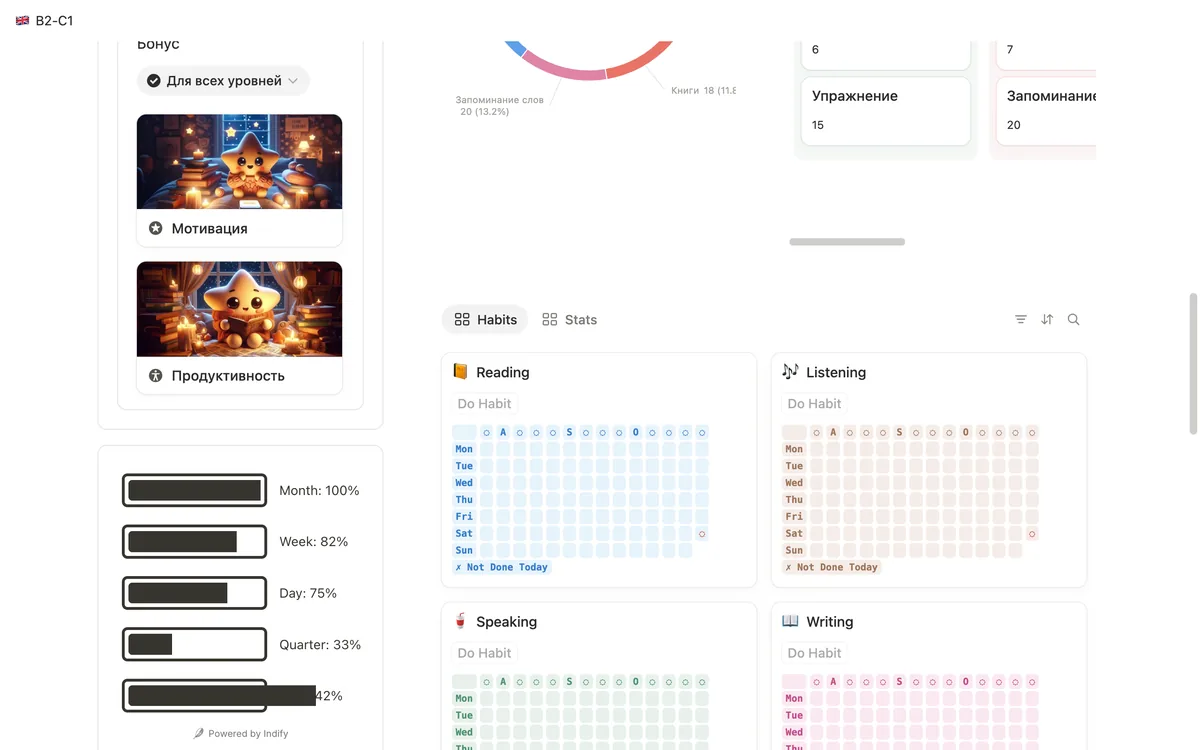 🇬🇧 B2-C1
Бонус
Для всех уровней
Мотивация
Продуктивность
Month: 100%
Week: 82%
Day: 75%
Quarter: 33%
42%
Powered by Indify
Запоминание слов
20 (13.2%)
Книги 18 (11.8
6
Упражнение
15
7
Запоминание
20
Habits
Stats
Reading
Do Habit
○ A ○ ○ ○ S ○ ○ ○ O ○ ○ ○ ○
Mon
Tue
Wed
Thu
Fri
Sat ○
Sun
✗ Not Done Today
Listening
Do Habit
○ A ○ ○ ○ S ○ ○ ○ O ○ ○ ○ ○
Mon
Tue
Wed
Thu
Fri
Sat ○
Sun
✗ Not Done Today
Speaking
Do Habit
○ A ○ ○ ○ S ○ ○ ○ O ○ ○ ○ ○
Mon
Tue
Wed
Thu
Writing
Do Habit
○ A ○ ○ ○ S ○ ○ ○ O ○ ○ ○ ○
Mon
Tue
Wed
Thu